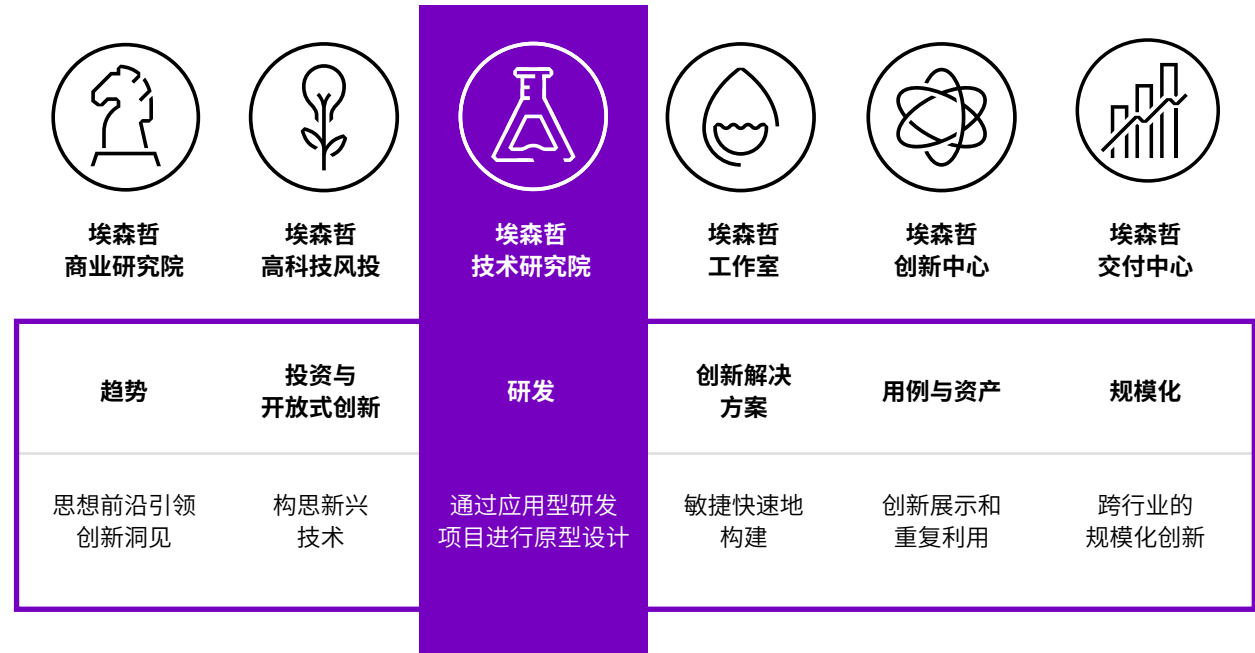 埃森哲
商业研究院
埃森哲
高科技风投
埃森哲
技术研究院
埃森哲
工作室
埃森哲
创新中心
埃森哲
交付中心
趋势
投资与
开放式创新
研发
创新解决
方案
用例与资产
规模化
思想前沿引领
创新洞见
构思新兴
技术
通过应用型研发
项目进行原型设计
敏捷快速地
构建
创新展示和
重复利用
跨行业的
规模化创新